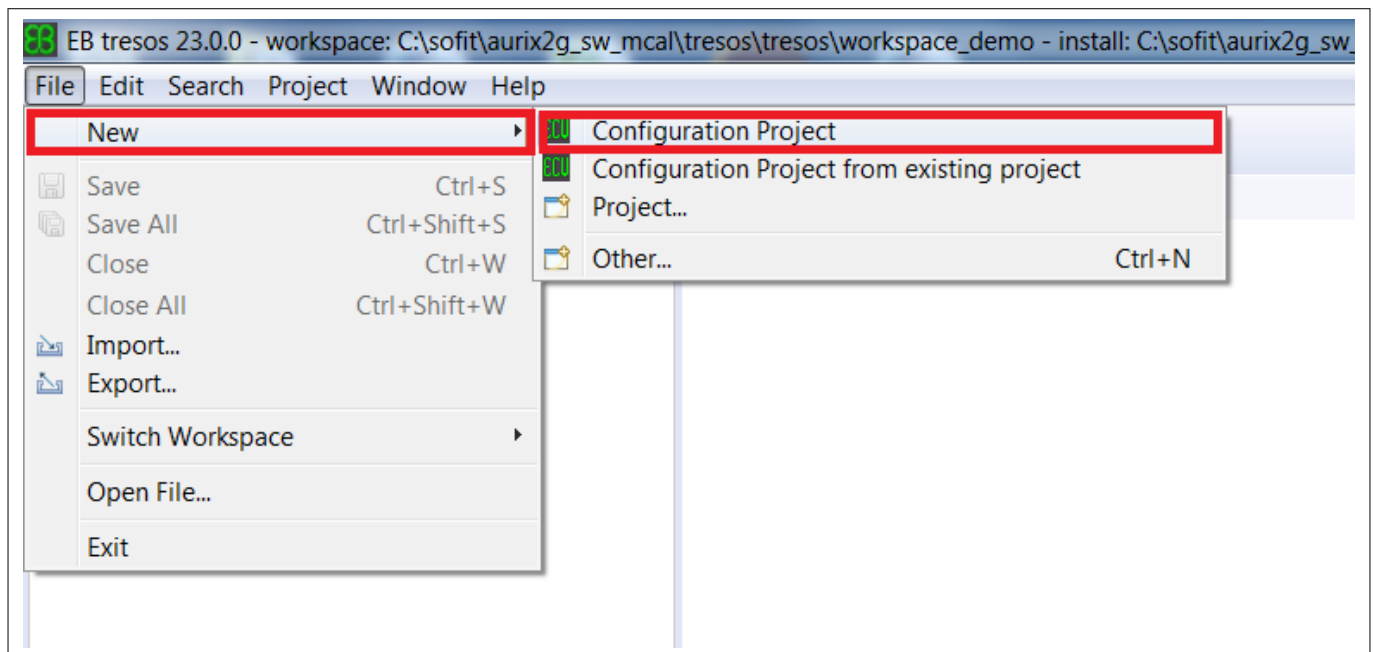 EB tresos 23.0.0 - workspace: C:\sofit\aurix2g_sw_mcal\tresos\tresos\workspace_demo - install: C:\sofit\aurix2g_sw_
File Edit Search Project Window Help
New
Save Ctrl+S
Save All Ctrl+Shift+S
Close Ctrl+W
Close All Ctrl+Shift+W
Import...
Export...
Switch Workspace
Open File...
Exit
ECU Configuration Project
ECU Configuration Project from existing project
Project...
Other... Ctrl+N